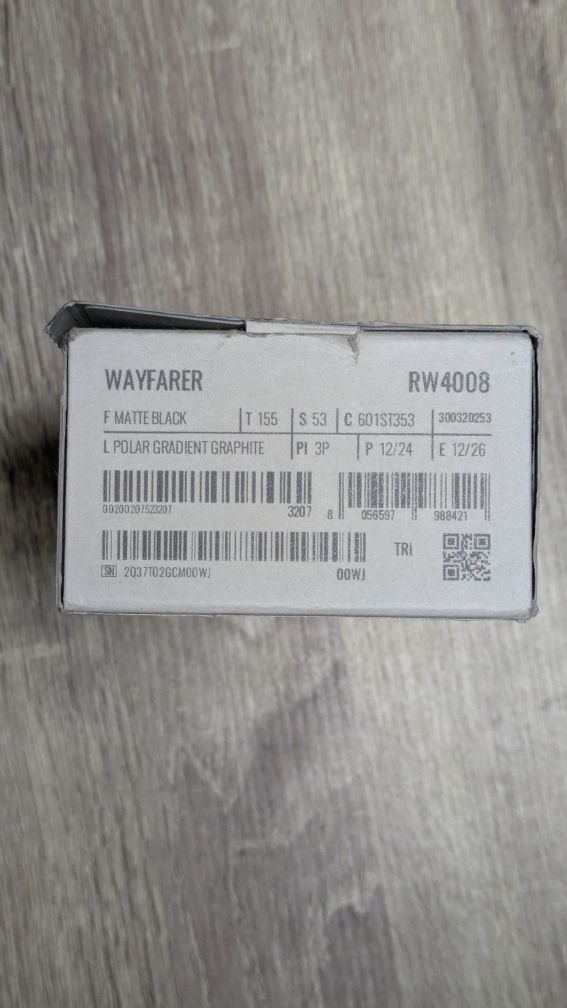 WAYFARER RW4008
F MATTE BLACK T 155 S 53 C 601ST353 300320253
L POLAR GRADIENT GRAPHITE PI 3P P 12/24 E 12/26
00200207523207 3207 8 056597 988421
TRI
SN 2Q37T02GCM00WJ 00WJ